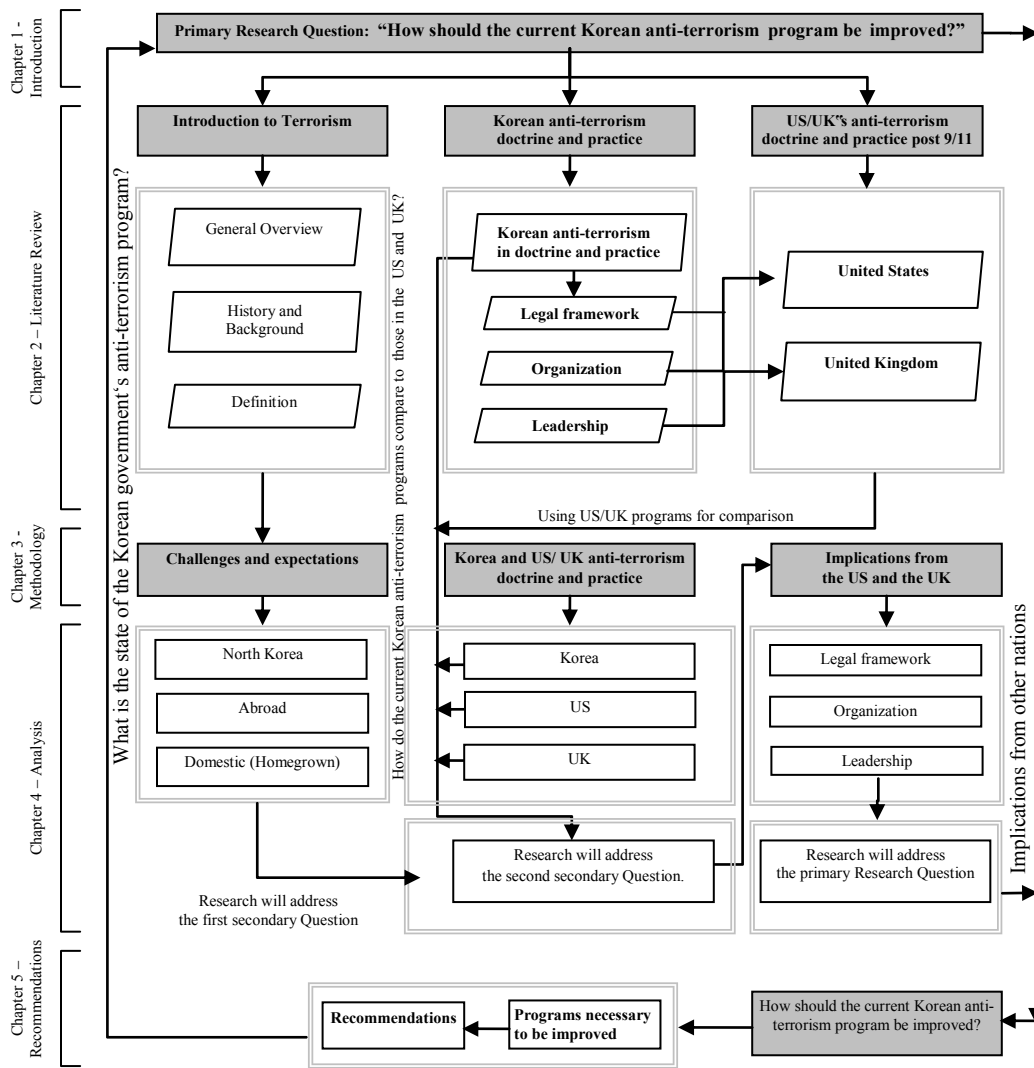 Chapter 1 -
Introduction
Primary Research Question: “How should the current Korean anti-terrorism program be improved?”
Chapter 2 – Literature Review
What is the state of the Korean government‘s anti-terrorism program?
Introduction to Terrorism
General Overview
History and
Background
Definition
How do the current Korean anti-terrorism programs compare to those in the US and UK?
Korean anti-terrorism
doctrine and practice
Korean anti-terrorism
in doctrine and practice
Legal framework
Organization
Leadership
US/UK‟s anti-terrorism
doctrine and practice post 9/11
United States
United Kingdom
Using US/UK programs for comparison
Chapter 3 -
Methodology
Challenges and expectations
Korea and US/ UK anti-terrorism
doctrine and practice
Implications from
the US and the UK
Chapter 4 – Analysis
North Korea
Abroad
Domestic (Homegrown)
Korea
US
UK
Legal framework
Organization
Leadership
Implications from other nations
Research will address
the first secondary Question
Research will address
the second secondary Question.
Research will address
the primary Research Question
Chapter 5 –
Recommendations
Recommendations
Programs necessary
to be improved
How should the current Korean anti-
terrorism program be improved?